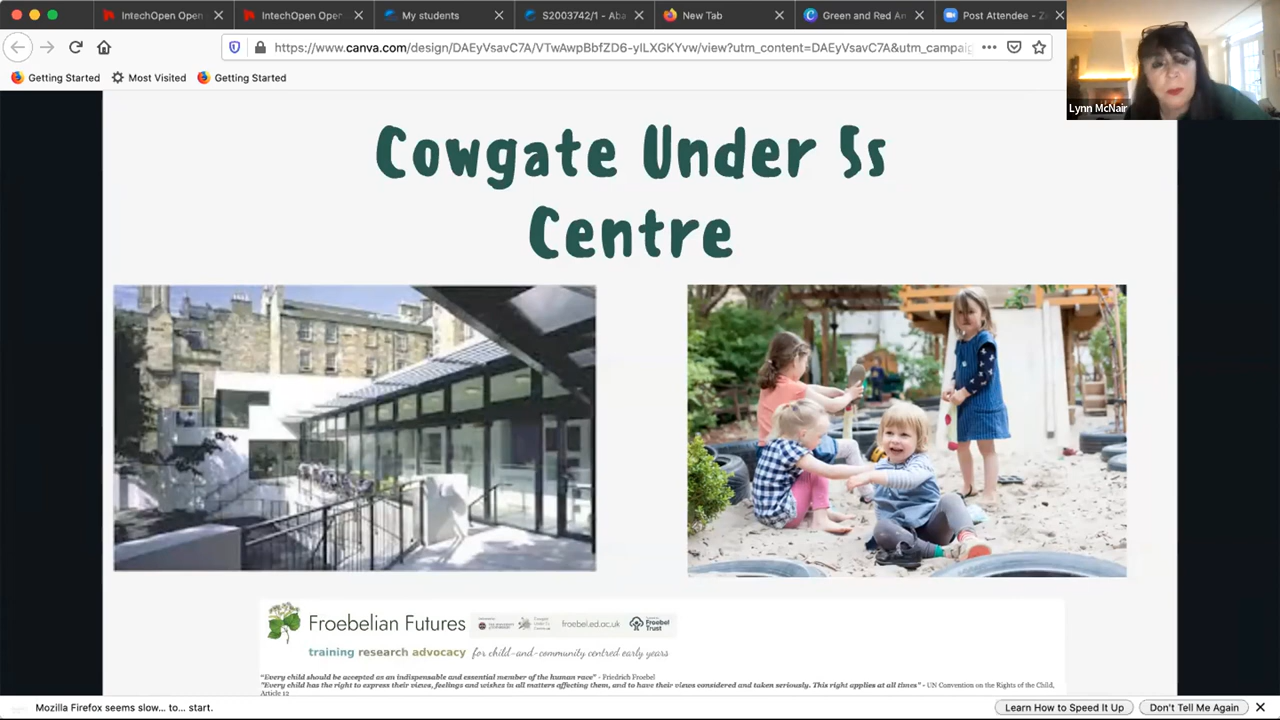 IntechOpen Open
IntechOpen Open
My students
S2003742/1 - Aba
New Tab
Green and Red An
Post Attendee - Z
https://www.canva.com/design/DAEyVsavC7A/VTwAwpBbfZD6-yILXGKYvw/view?utm_content=DAEyVsavC7A&utm_campaig
Getting Started
Most Visited
Getting Started
Lynn McNair
Cowgate Under 5s
Centre
Froebelian Futures
froebel.ed.ac.uk
Froebel
Trust
training research advocacy for child-and-community centred early years
"Every child should be accepted as an indispensable and essential member of the human race" - Friedrich Froebel
"Every child has the right to express their views, feelings and wishes in all matters affecting them, and to have their views considered and taken seriously. This right applies at all times" - UN Convention on the Rights of the Child,
Article 12
Mozilla Firefox seems slow... to... start.
Learn How to Speed It Up
Don't Tell Me Again